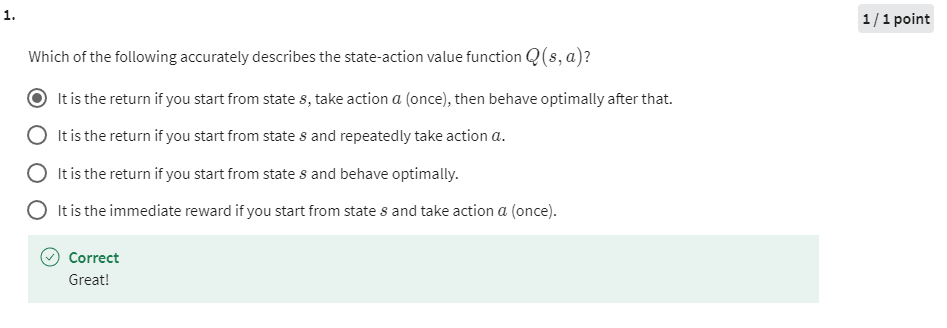 1.
1 / 1 point
Which of the following accurately describes the state-action value function Q(s, a)?
It is the return if you start from state s, take action a (once), then behave optimally after that.
It is the return if you start from state s and repeatedly take action a.
It is the return if you start from state s and behave optimally.
It is the immediate reward if you start from state s and take action a (once).
Correct
Great!